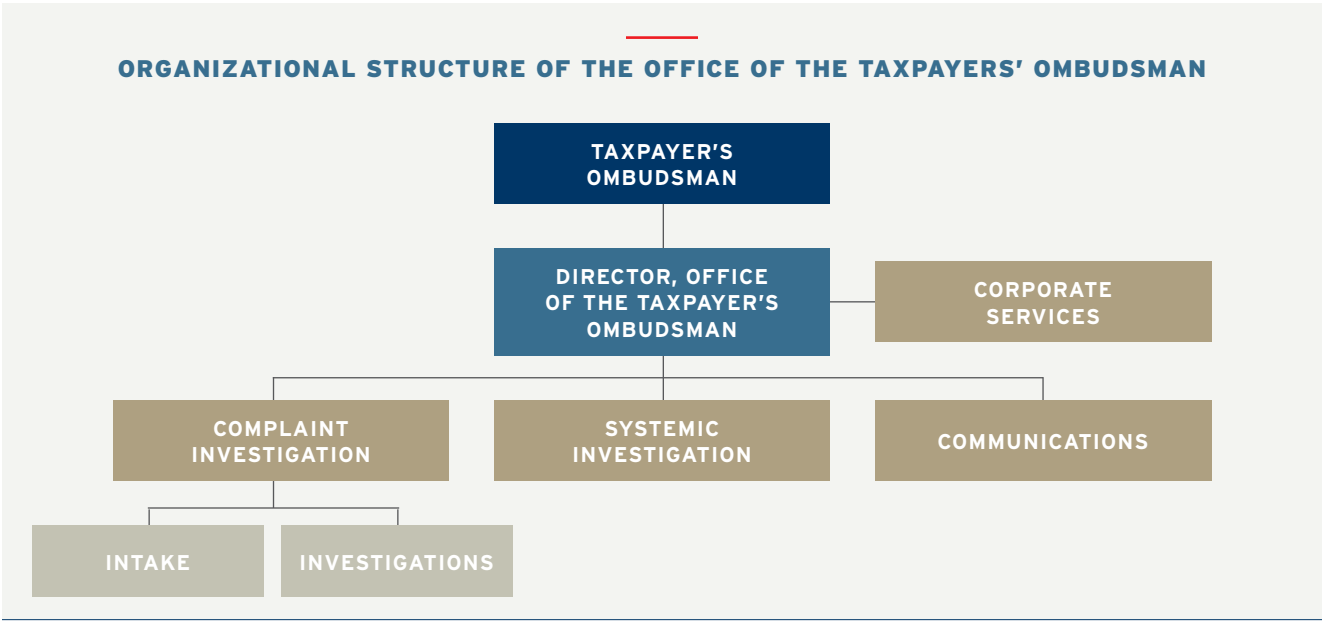 ORGANIZATIONAL STRUCTURE OF THE OFFICE OF THE TAXPAYERS’ OMBUDSMAN
TAXPAYER’S
OMBUDSMAN
DIRECTOR, OFFICE
OF THE TAXPAYER’S
OMBUDSMAN
CORPORATE
SERVICES
COMPLAINT
INVESTIGATION
SYSTEMIC
INVESTIGATION
COMMUNICATIONS
INTAKE
INVESTIGATIONS